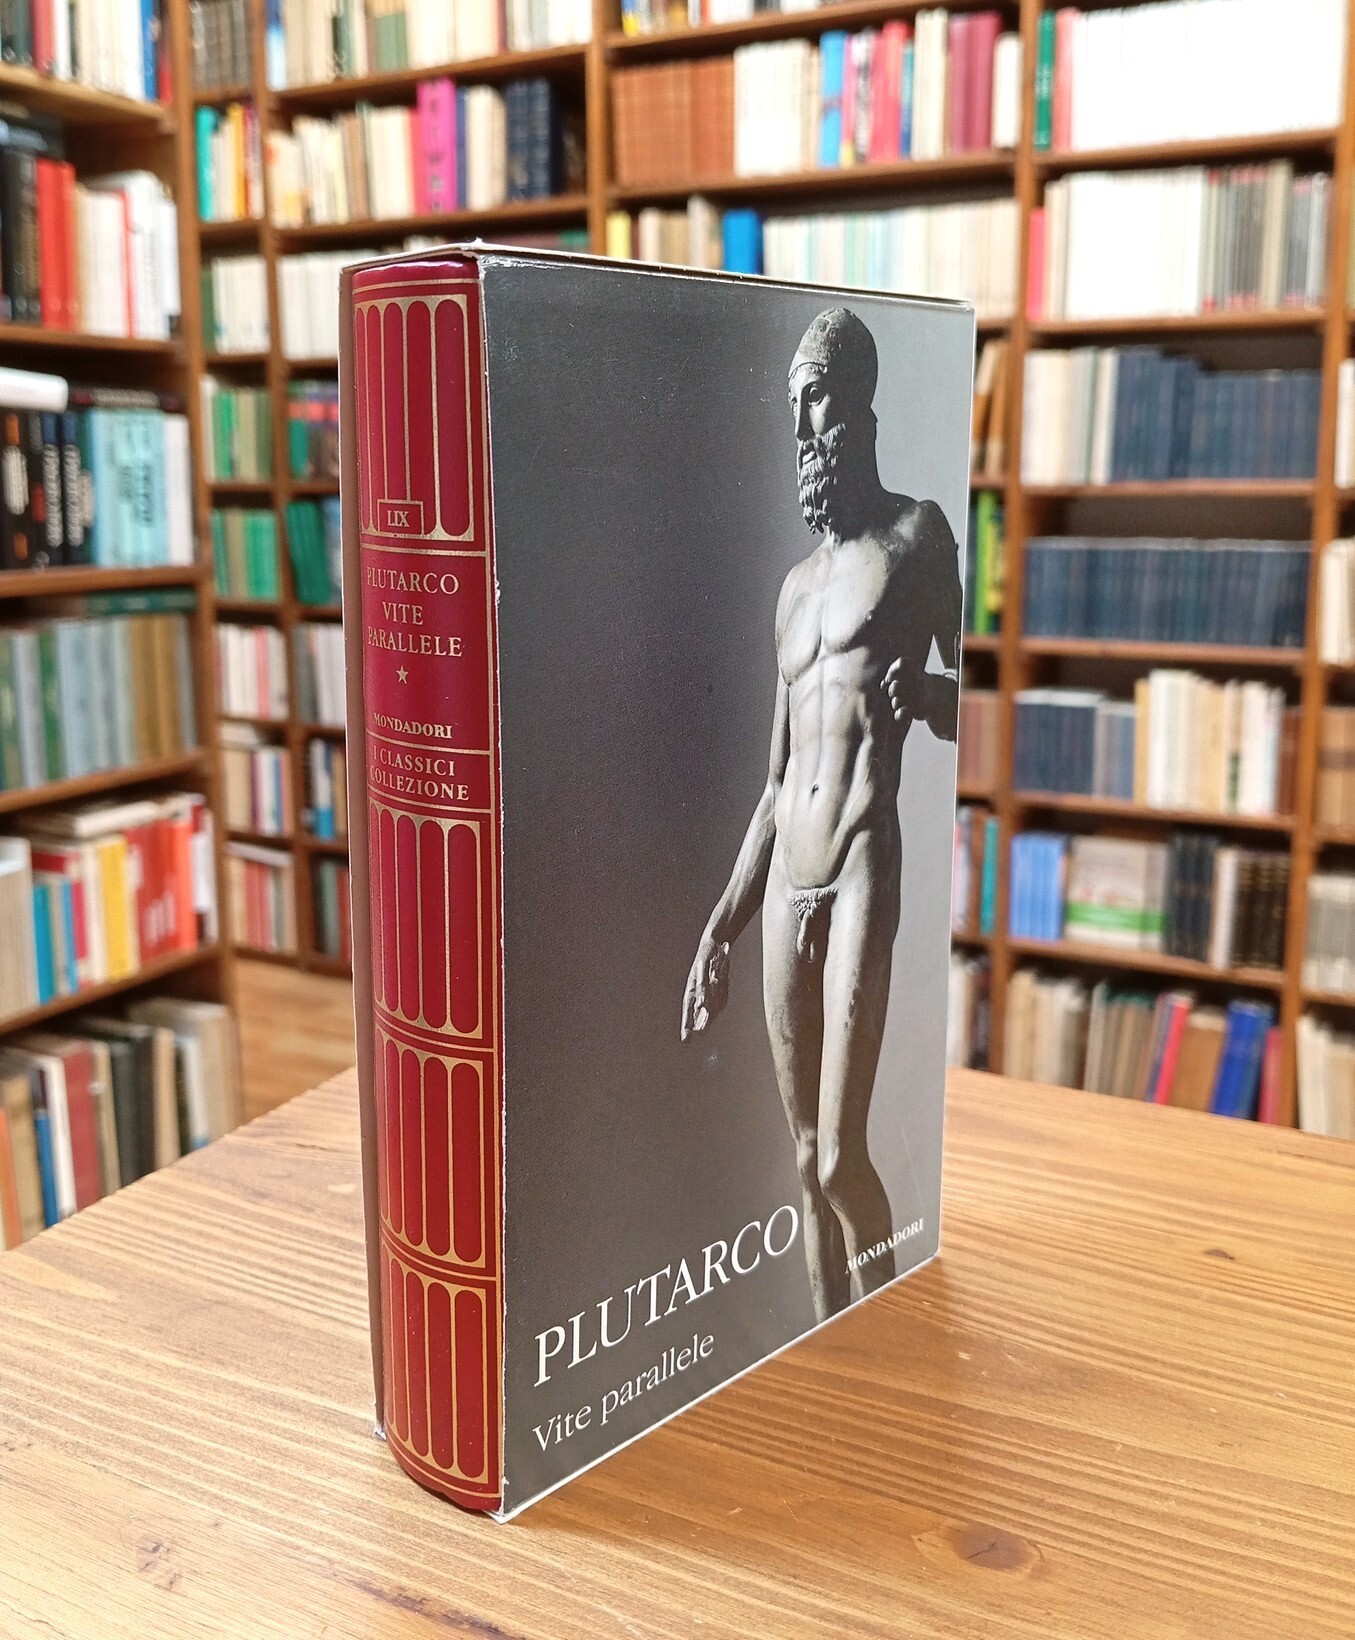 LIX
PLUTARCO
VITE
PARALLELE
MONDADORI
I CLASSICI
COLLEZIONE
PLUTARCO
Vite parallele
MONDADORI